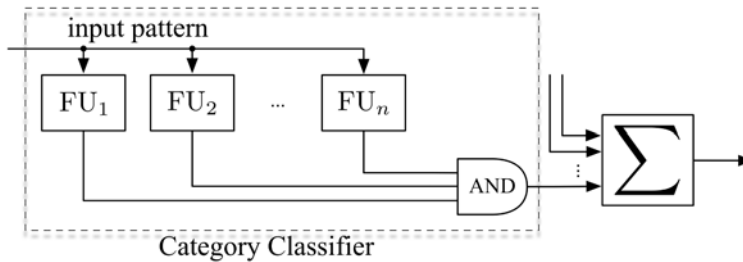 input pattern
FU1 FU2 ... FUn
AND
∑
...
Category Classifier